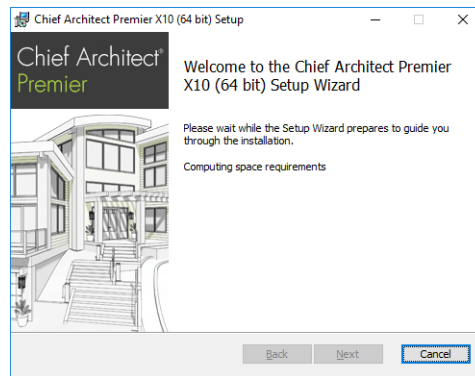 Chief Architect Premier X10 (64 bit) Setup
Chief Architect®
Premier
Welcome to the Chief Architect Premier
X10 (64 bit) Setup Wizard
Please wait while the Setup Wizard prepares to guide you
through the installation.
Computing space requirements
Back Next Cancel